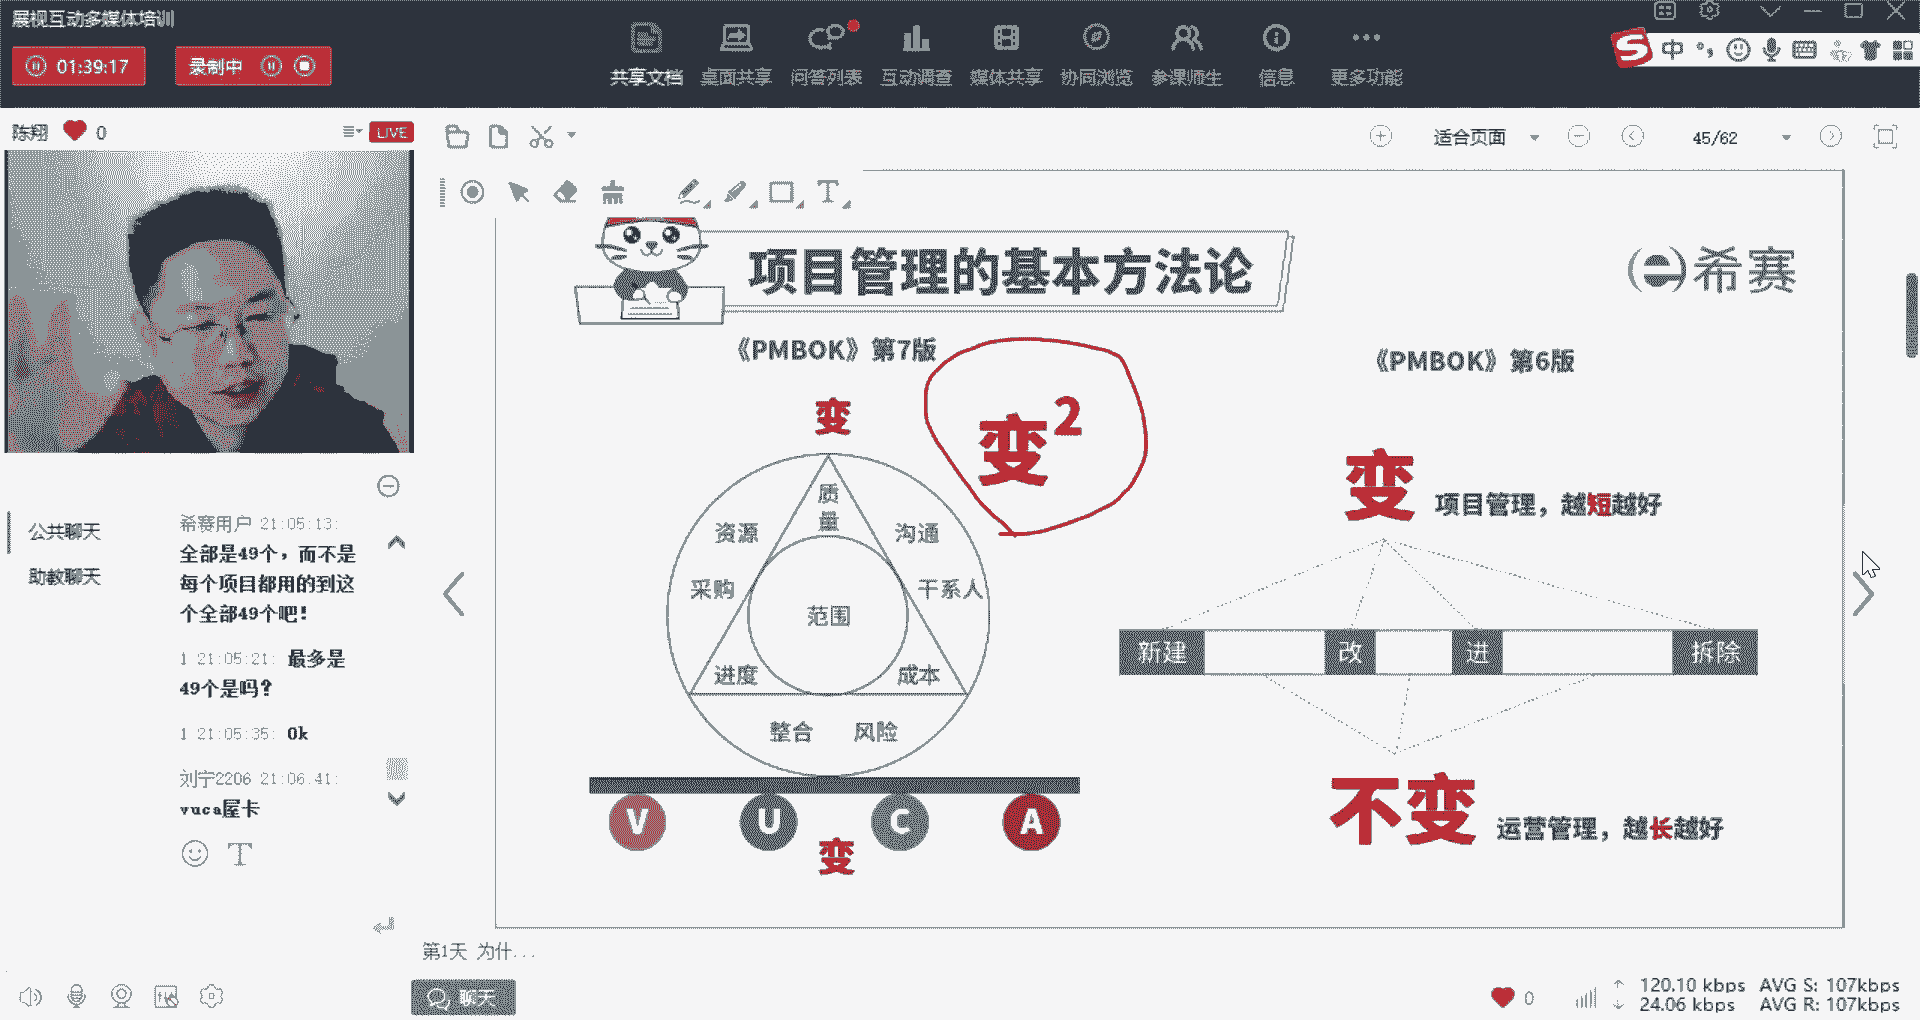 展视互动多媒体培训
01:39:17
录制中
共享文档
桌面共享
问答列表
互动调查
媒体共享
协同浏览
参课师生
信息
更多功能
中
陈翔
0
LIVE
适合页面
45/62
项目管理的基本方法论
希赛
《PMBOK》第7版
《PMBOK》第6版
变
变²
质
量
资源
沟通
采购
干系人
范围
进度
成本
整合
风险
V
U
C
A
变
变
项目管理，越短越好
新建
改
进
拆除
不变
运营管理，越长越好
公共聊天
助教聊天
希赛用户 21:05:13:
全部是49个，而不是
每个项目都用的到这
个全部49个吧！
1 21:05:21: 最多是
49个是吗？
1 21:05:35: Ok
刘宁2206 21:06:41:
vuca屋卡
第1天 为什...
聊天
0
120.10 kbps AVG S: 107kbps
24.06 kbps AVG R: 107kbps